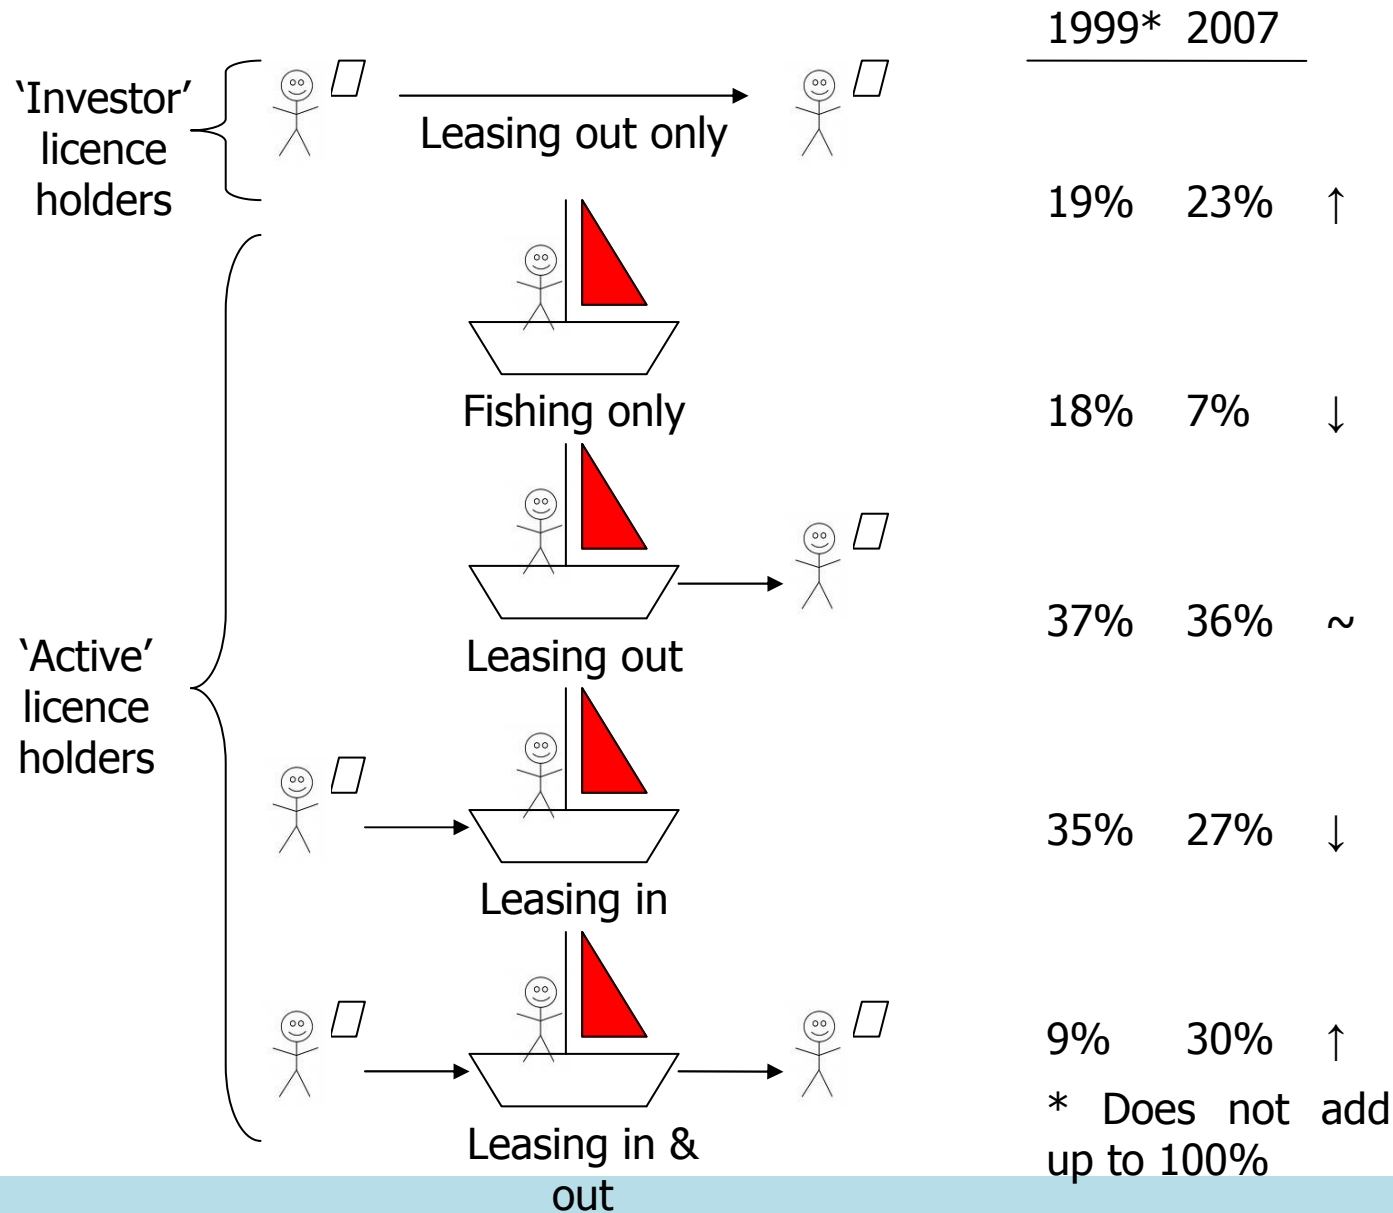 1999* 2007
‘Investor’
licence
holders
Leasing out only
19% 23% ↑
Fishing only
18% 7% ↓
‘Active’
licence
holders
Leasing out
37% 36% ~
Leasing in
35% 27% ↓
Leasing in &
out
9% 30% ↑
* Does not add
up to 100%